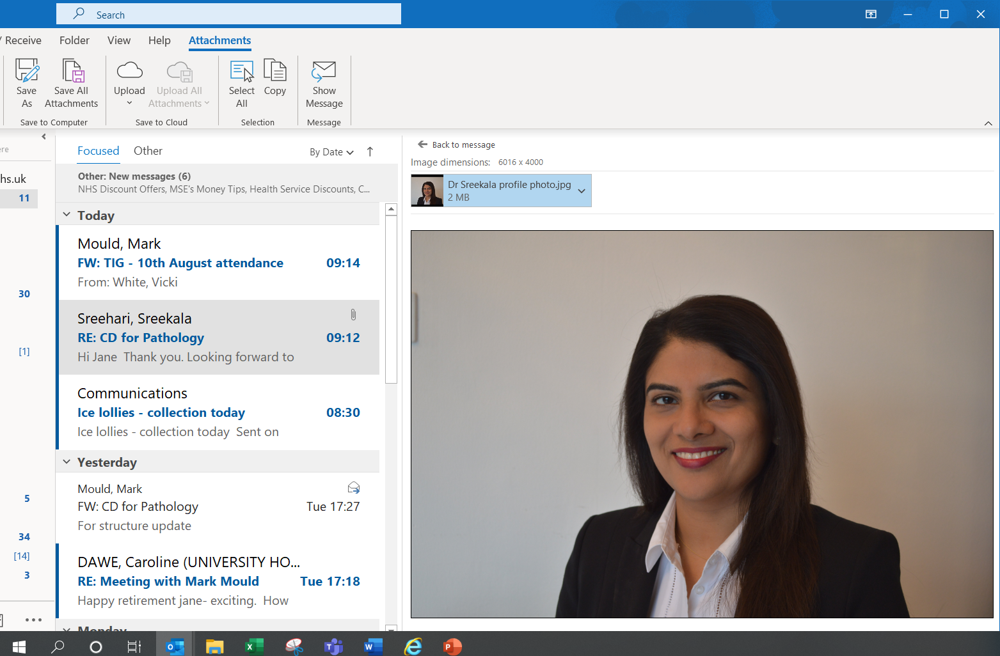 Search
/ Receive
Folder
View
Help
Attachments
Save As
Save All Attachments
Save to Computer
Upload
Upload All Attachments
Save to Cloud
Select All
Copy
Selection
Show Message
Message
ere
hs.uk
11
30
[1]
5
34
[14]
3
Focused
Other
By Date
Other: New messages (6)
NHS Discount Offers, MSE's Money Tips, Health Service Discounts, C...
Today
Mould, Mark
FW: TIG - 10th August attendance 09:14
From: White, Vicki
Sreehari, Sreekala
RE: CD for Pathology 09:12
Hi Jane  Thank you. Looking forward to
Communications
Ice lollies - collection today 08:30
Ice lollies - collection today  Sent on
Yesterday
Mould, Mark
FW: CD for Pathology Tue 17:27
For structure update
DAWE, Caroline (UNIVERSITY HO...
RE: Meeting with Mark Mould Tue 17:18
Happy retirement jane- exciting.  How
Monday
Back to message
Image dimensions: 6016 x 4000
Dr Sreekala profile photo.jpg
2 MB